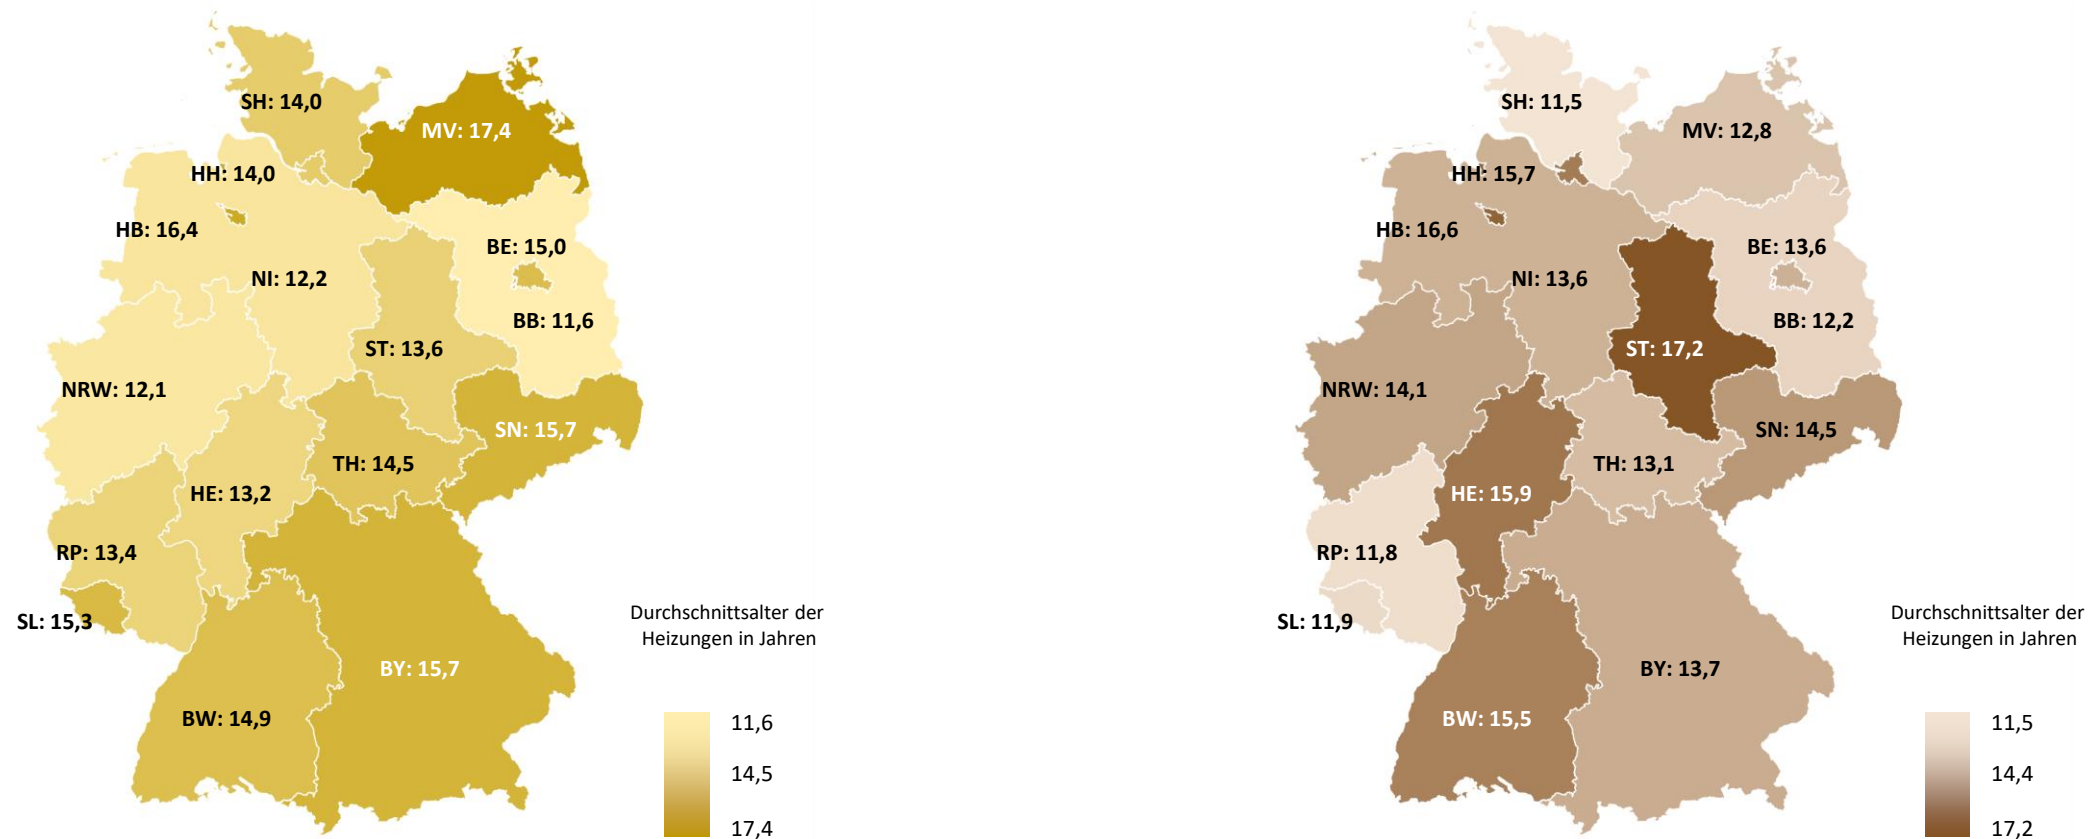 SH: 14,0
MV: 17,4
HH: 14,0
HB: 16,4
BE: 15,0
NI: 12,2
BB: 11,6
ST: 13,6
NRW: 12,1
SN: 15,7
TH: 14,5
HE: 13,2
RP: 13,4
SL: 15,3
BY: 15,7
BW: 14,9
Durchschnittsalter der
Heizungen in Jahren
11,6
14,5
17,4
SH: 11,5
MV: 12,8
HH: 15,7
HB: 16,6
BE: 13,6
NI: 13,6
BB: 12,2
ST: 17,2
NRW: 14,1
SN: 14,5
TH: 13,1
HE: 15,9
RP: 11,8
SL: 11,9
BY: 13,7
BW: 15,5
Durchschnittsalter der
Heizungen in Jahren
11,5
14,4
17,2